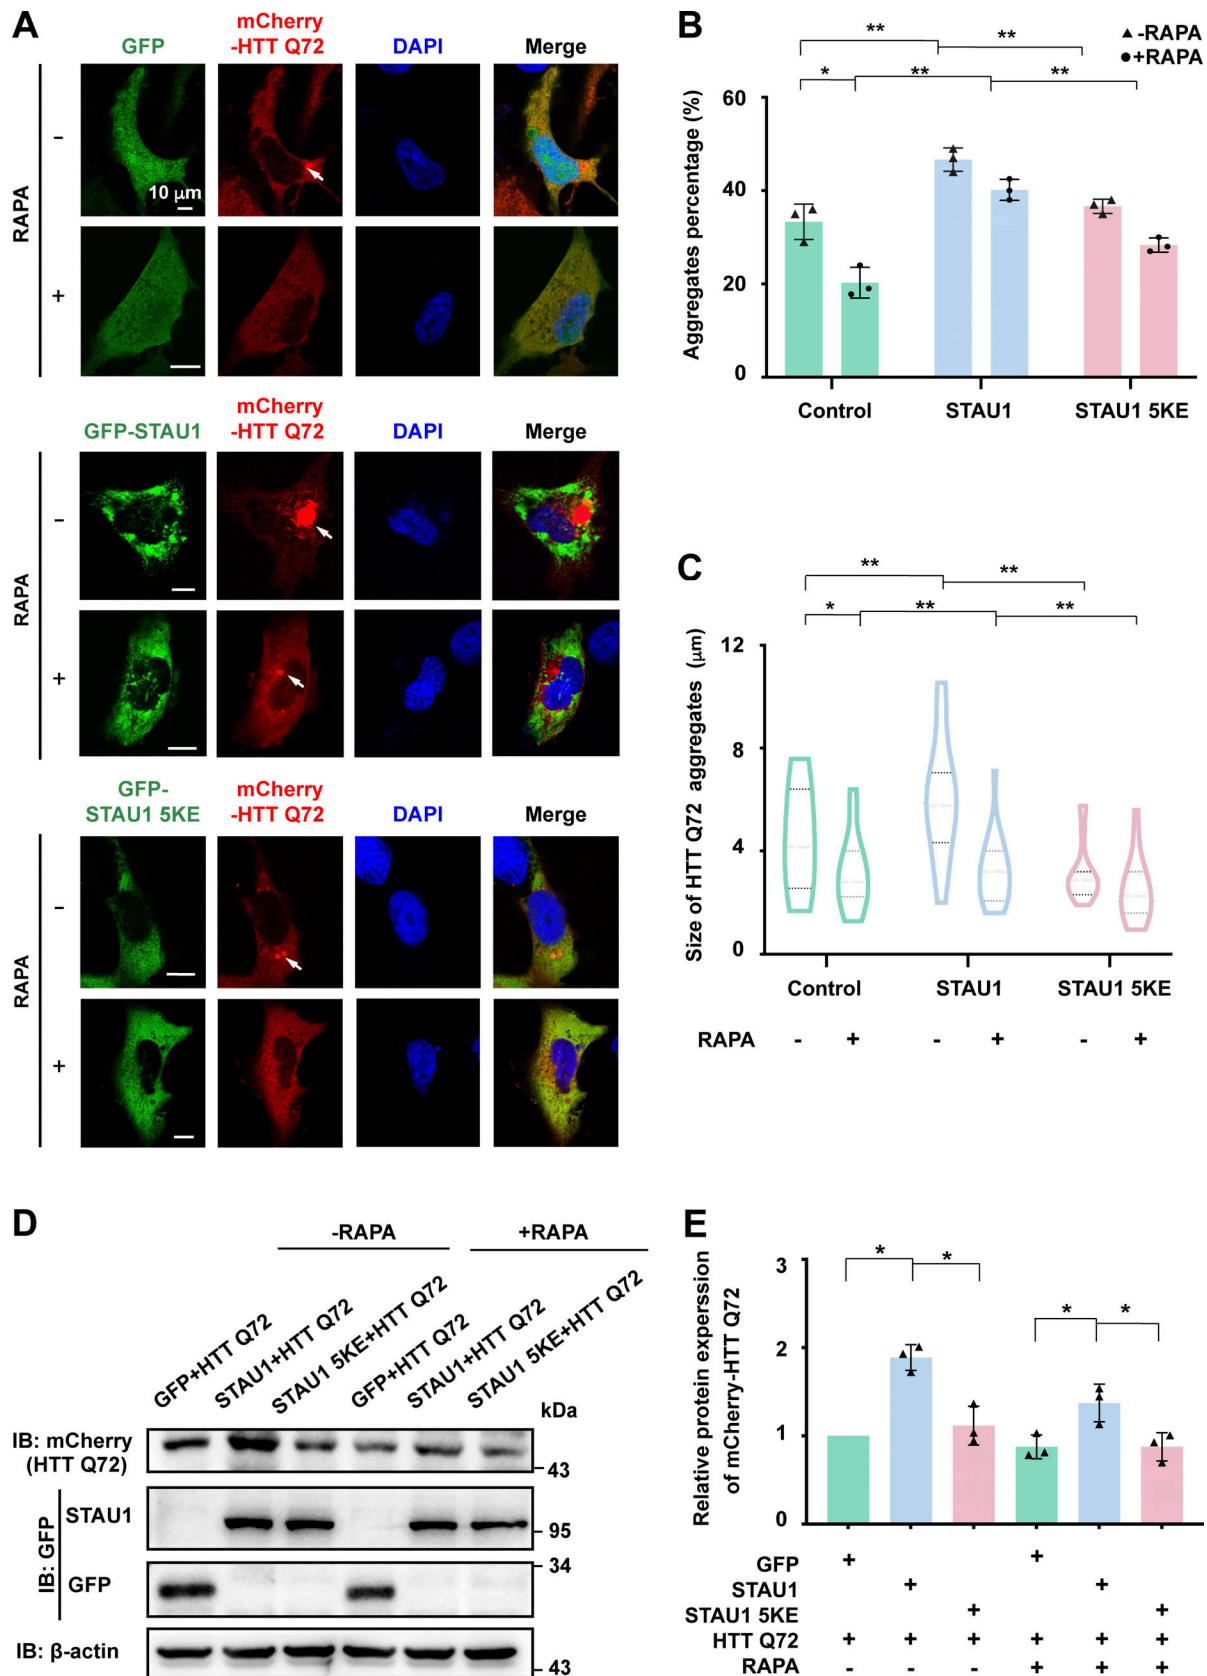 A
GFP
mCherry
-HTT Q72
DAPI
Merge
RAPA
−
10 μm
+
GFP-STAU1
mCherry
-HTT Q72
DAPI
Merge
RAPA
−
+
GFP-
STAU1 5KE
mCherry
-HTT Q72
DAPI
Merge
RAPA
−
+
B
▲ -RAPA
● +RAPA
** **
* ** **
Aggregates percentage (%)
60
40
20
0
Control STAU1 STAU1 5KE
C
** **
* ** **
Size of HTT Q72 aggregates (μm)
12
8
4
0
Control STAU1 STAU1 5KE
RAPA - + - + - +
D
-RAPA +RAPA
GFP+HTT Q72
STAU1+HTT Q72
STAU1 5KE+HTT Q72
GFP+HTT Q72
STAU1+HTT Q72
STAU1 5KE+HTT Q72
kDa
IB: mCherry
(HTT Q72)
43
IB: GFP
STAU1
95
34
GFP
IB: β-actin
43
E
* *
* *
Relative protein experssion
of mCherry-HTT Q72
3
2
1
0
GFP + +
STAU1 + +
STAU1 5KE + +
HTT Q72 + + + + + +
RAPA - - - + + +